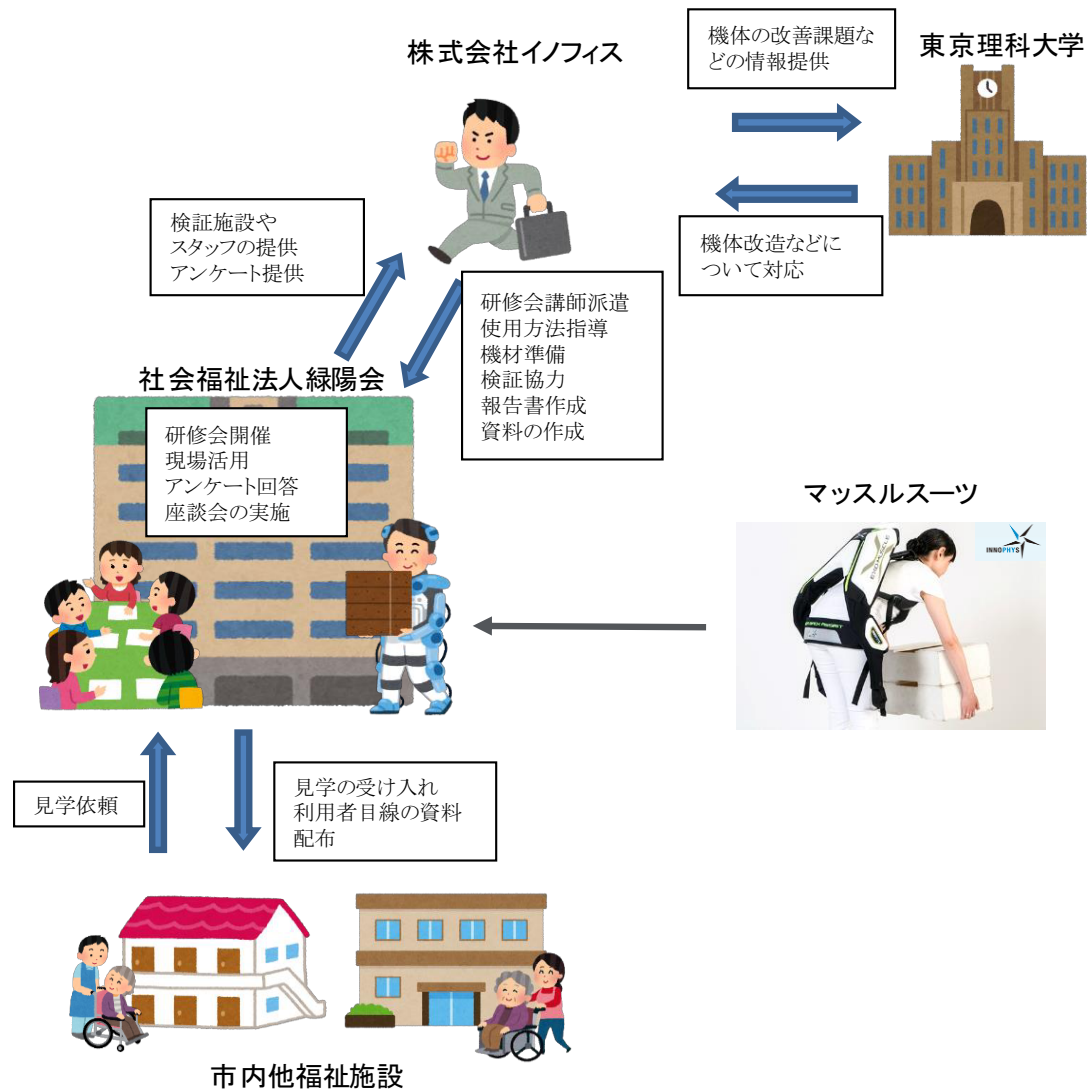 株式会社イノフィス
機体の改善課題な
どの情報提供
東京理科大学
機体改造などに
ついて対応
検証施設や
スタッフの提供
アンケート提供
研修会講師派遣
使用方法指導
機材準備
検証協力
報告書作成
資料の作成
社会福祉法人緑陽会
研修会開催
現場活用
アンケート回答
座談会の実施
マッスルスーツ
INNOPHYS
見学依頼
見学の受け入れ
利用者目線の資料
配布
市内他福祉施設